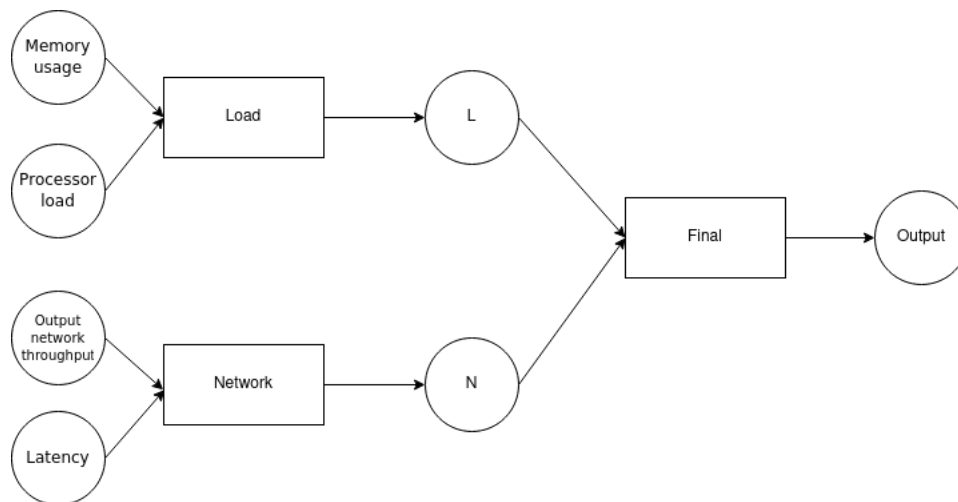 Memory
usage
Load
L
Processor
load
Final
Output
Output
network
throughput
Network
N
Latency